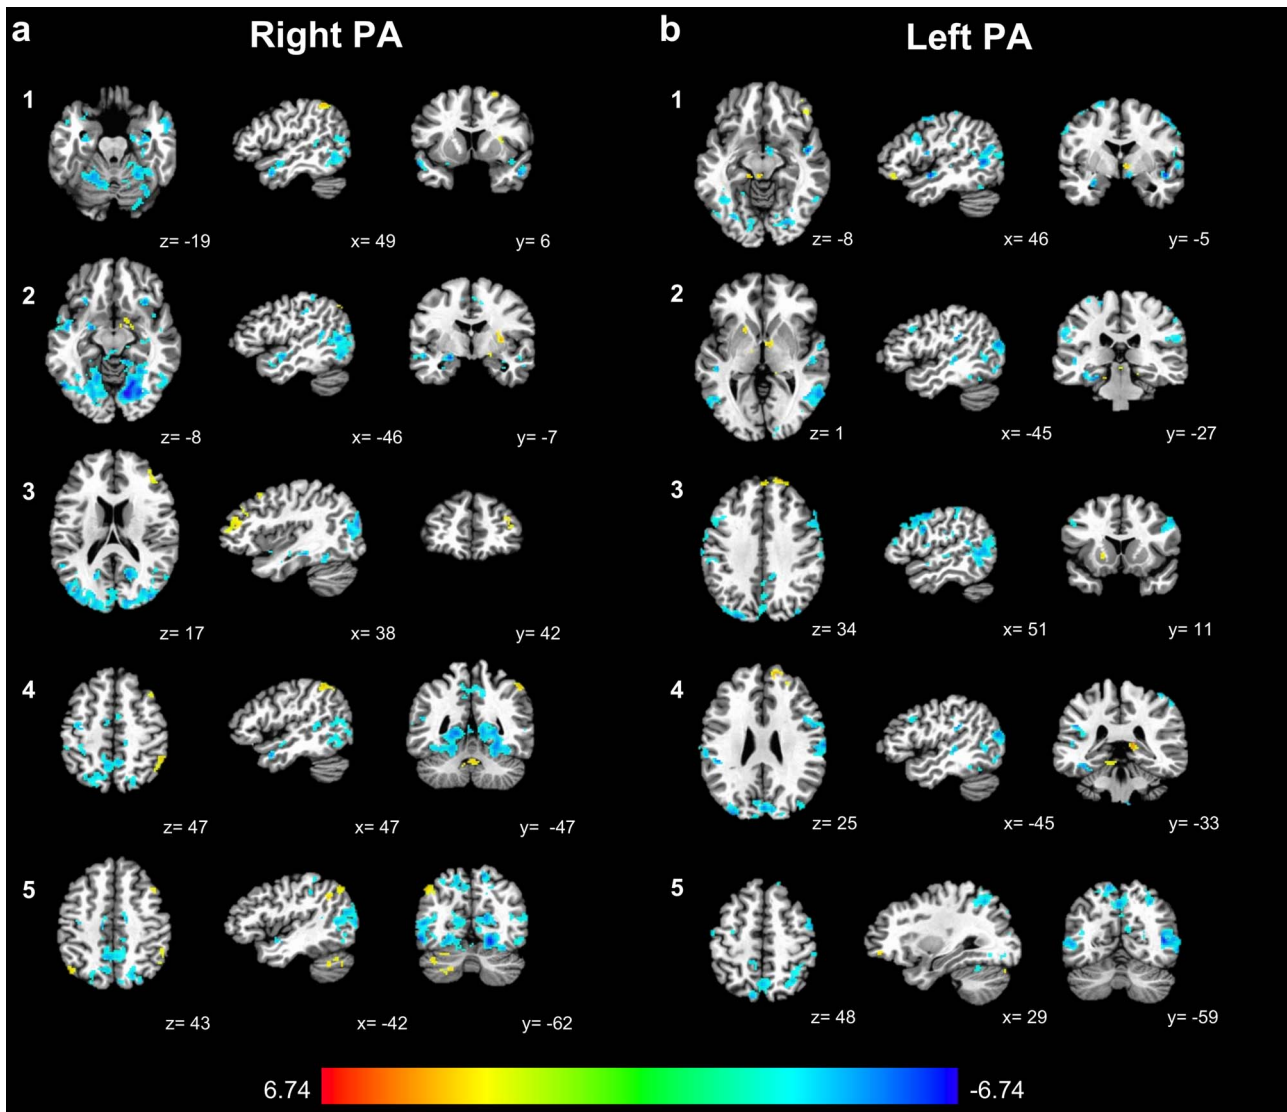 a Right PA
1
z= -19 x= 49 y= 6
2
z= -8 x= -46 y= -7
3
z= 17 x= 38 y= 42
4
z= 47 x= 47 y= -47
5
z= 43 x= -42 y= -62
b Left PA
1
z= -8 x= 46 y= -5
2
z= 1 x= -45 y= -27
3
z= 34 x= 51 y= 11
4
z= 25 x= -45 y= -33
5
z= 48 x= 29 y= -59
6.74 -6.74